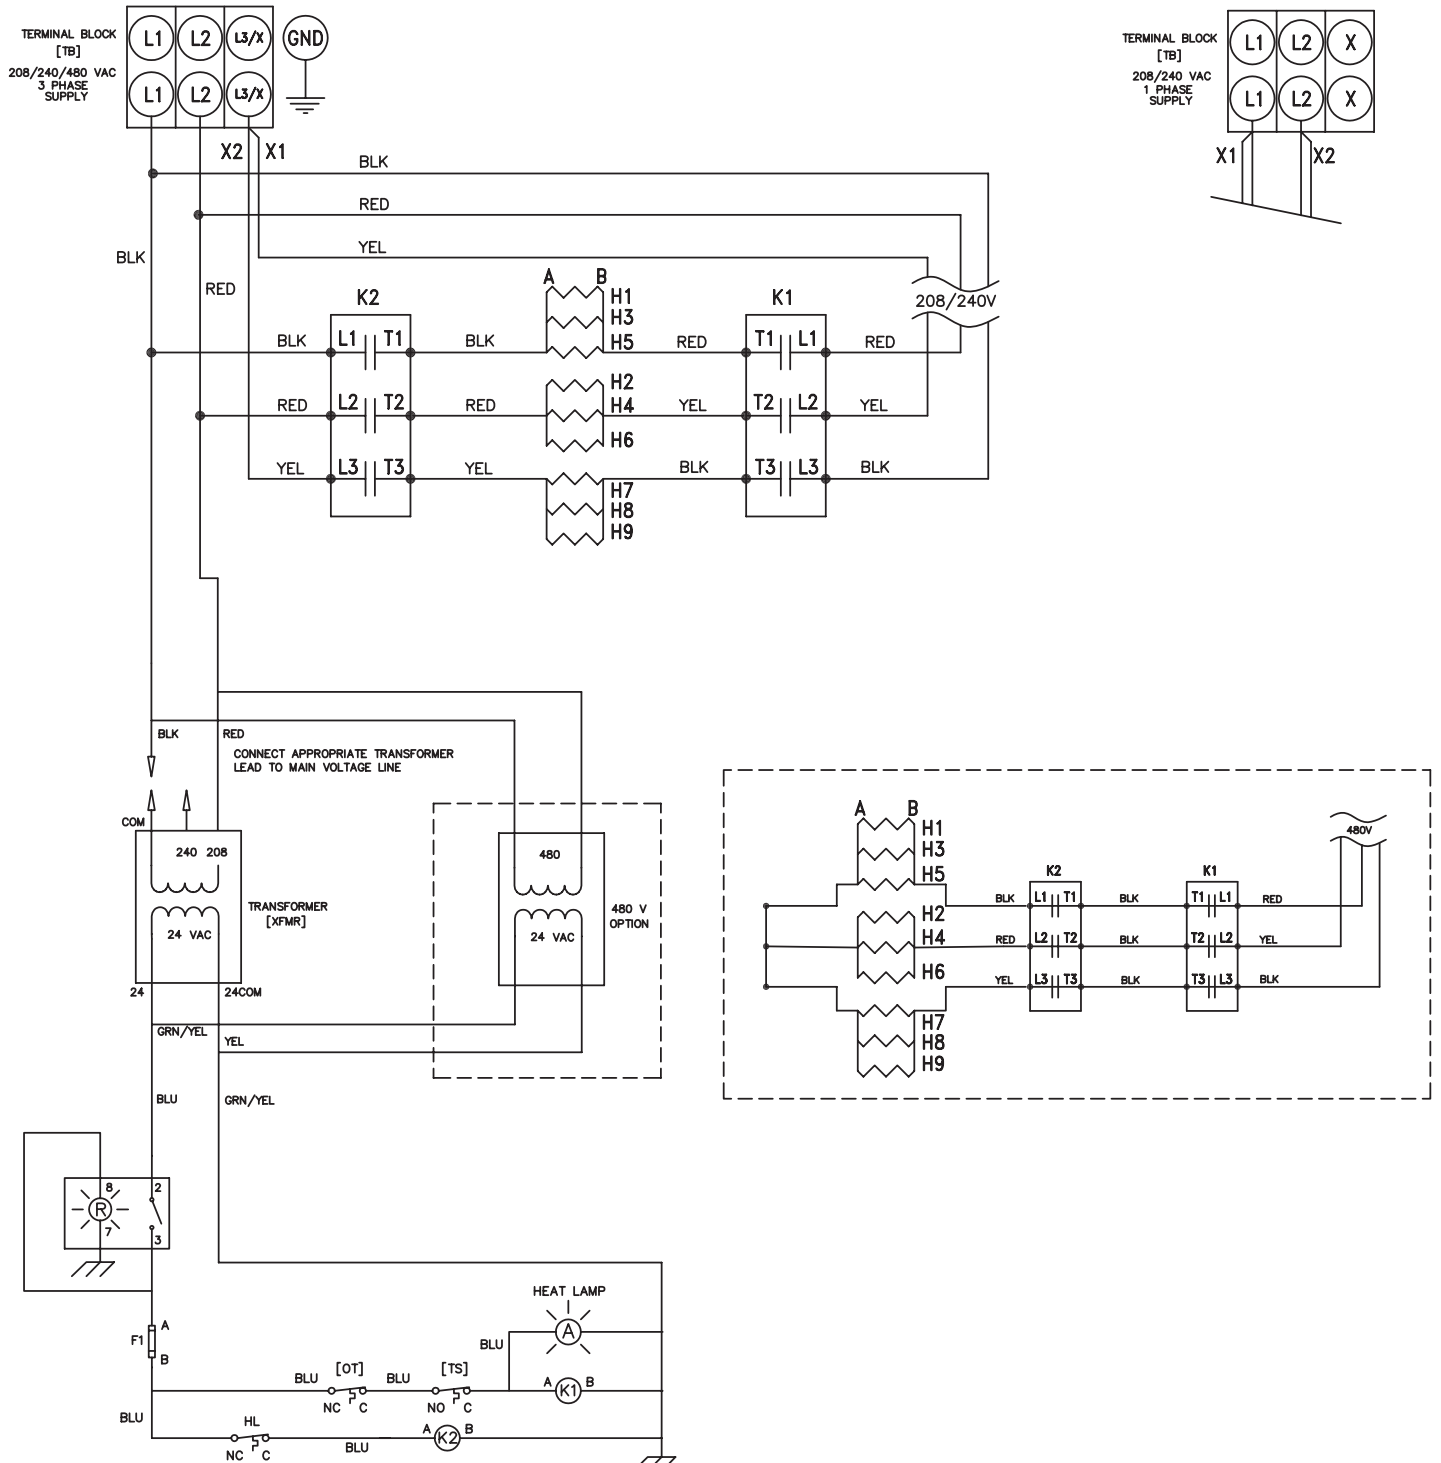 TERMINAL BLOCK
[TB]
208/240/480 VAC
3 PHASE
SUPPLY
L1 L2 L3/X GND
L1 L2 L3/X
X2 X1
TERMINAL BLOCK
[TB]
208/240 VAC
1 PHASE
SUPPLY
L1 L2 X
L1 L2 X
X1 X2
BLK
RED
YEL
BLK
RED
208/240V
K2
A B
H1
H3
H5
K1
BLK L1 T1 BLK RED T1 L1 RED
H2
H4
H6
RED L2 T2 RED YEL T2 L2 YEL
YEL L3 T3 YEL BLK T3 L3 BLK
H7
H8
H9
BLK RED
CONNECT APPROPRIATE TRANSFORMER
LEAD TO MAIN VOLTAGE LINE
COM
240 208
24 VAC
TRANSFORMER
[XFMR]
24 24COM
480
24 VAC
480 V
OPTION
GRN/YEL
YEL
BLU GRN/YEL
A B
H1
H3
H5
H2
H4
H6
H7
H8
H9
480V
K2 K1
BLK L1 T1 BLK T1 L1 RED
RED L2 T2 BLK T2 L2 YEL
YEL L3 T3 BLK T3 L3 BLK
8 2
R
7 3
F1 A
B
HEAT LAMP
A
BLU
BLU [OT] BLU [TS]
NC C NO C
A K1 B
BLU
HL
NC C
BLU
A K2 B